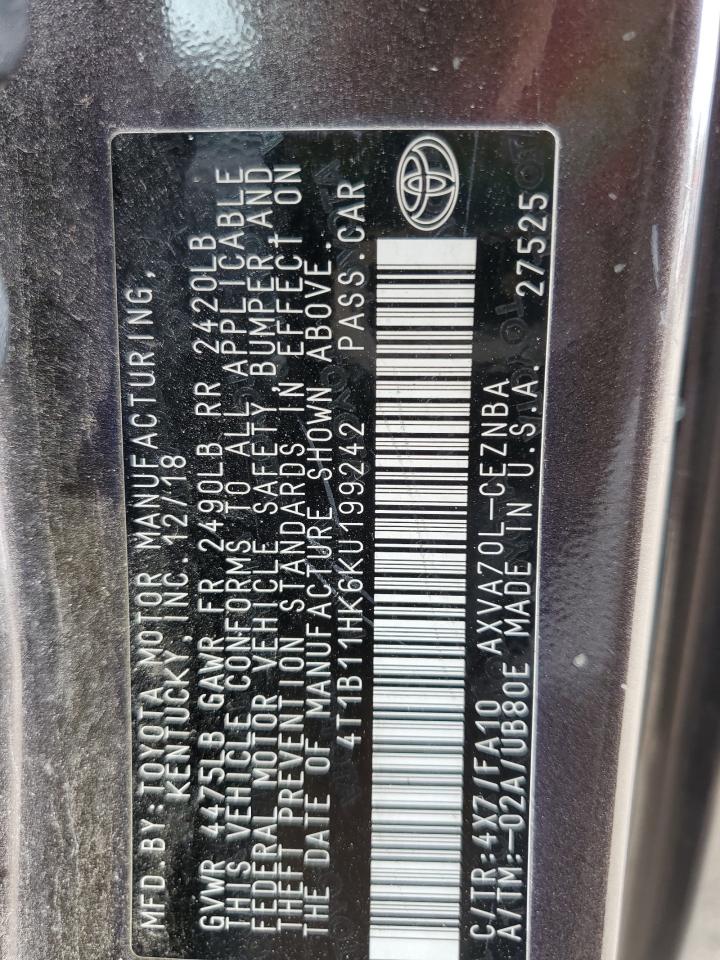 MFD.BY:TOYOTA MOTOR MANUFACTURING,
KENTUCKY,INC. 12/18
GVWR 4475LB GAWR FR 2490LB RR 2420LB
THIS VEHICLE CONFORMS TO ALL APPLICABLE
FEDERAL MOTOR VEHICLE SAFETY,BUMPER,AND
THEFT PREVENTION STANDARDS IN EFFECT ON
THE DATE OF MANUFACTURE SHOWN ABOVE.
4T1B11HK6KU199242 PASS.CAR
C/TR:4X7/FA10 AXVA70L-CEZNBA
A/TM:-02A/UB80E MADE IN U.S.A. 27525